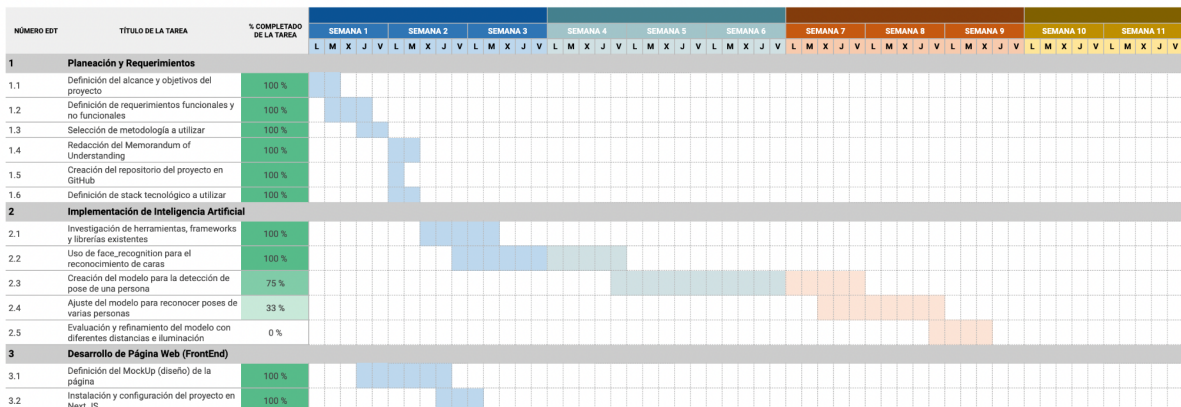 NÚMERO EDT TÍTULO DE LA TAREA % COMPLETADO
DE LA TAREA
SEMANA 1 SEMANA 2 SEMANA 3 SEMANA 4 SEMANA 5 SEMANA 6 SEMANA 7 SEMANA 8 SEMANA 9 SEMANA 10 SEMANA 11
L M X J V L M X J V L M X J V L M X J V L M X J V L M X J V L M X J V L M X J V L M X J V L M X J V L M X J V
1 Planeación y Requerimientos
1.1 Definición del alcance y objetivos del
proyecto 100 %
1.2 Definición de requerimientos funcionales y
no funcionales 100 %
1.3 Selección de metodología a utilizar 100 %
1.4 Redacción del Memorandum of
Understanding 100 %
1.5 Creación del repositorio del proyecto en
GitHub 100 %
1.6 Definición de stack tecnológico a utilizar 100 %
2 Implementación de Inteligencia Artificial
2.1 Investigación de herramientas, frameworks
y librerías existentes 100 %
2.2 Uso de face_recognition para el
reconocimiento de caras 100 %
2.3 Creación del modelo para la detección de
pose de una persona 75 %
2.4 Ajuste del modelo para reconocer poses de
varias personas 33 %
2.5 Evaluación y refinamiento del modelo con
diferentes distancias e iluminación 0 %
3 Desarrollo de Página Web (FrontEnd)
3.1 Definición del MockUp (diseño) de la
página 100 %
3.2 Instalación y configuración del proyecto en
Next JS 100 %